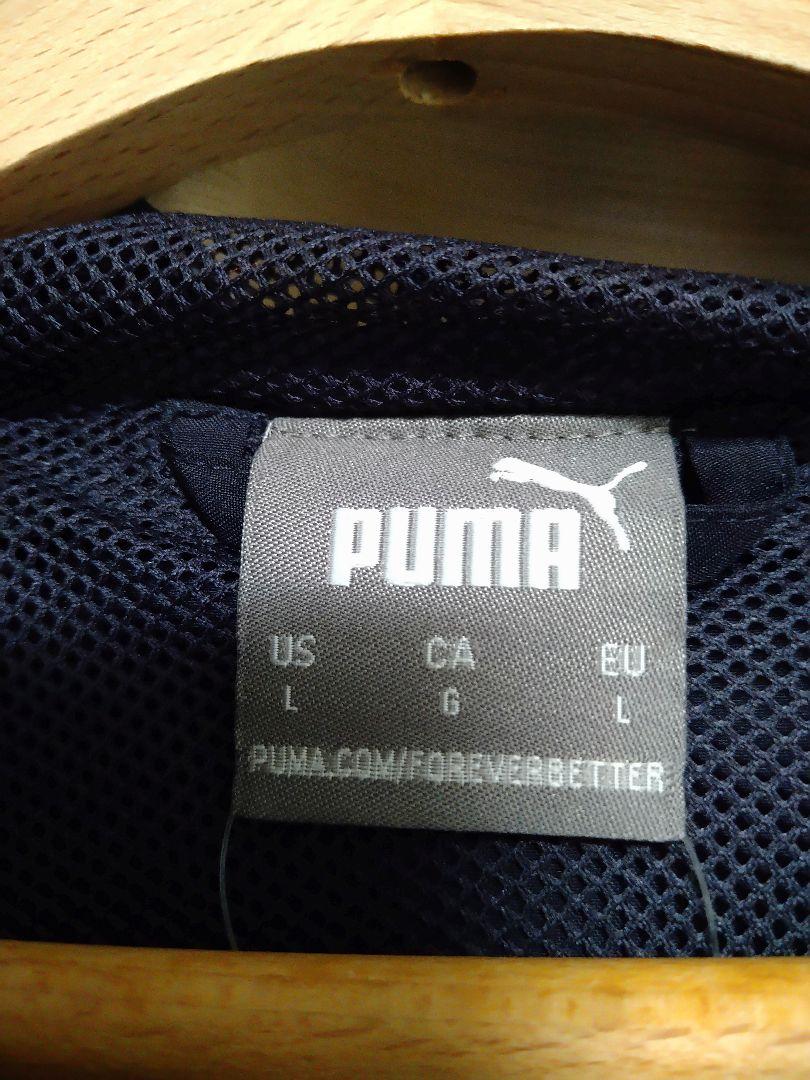 PUMA
US CA EU
L G L
PUMA.COM/FOREVERBETTER